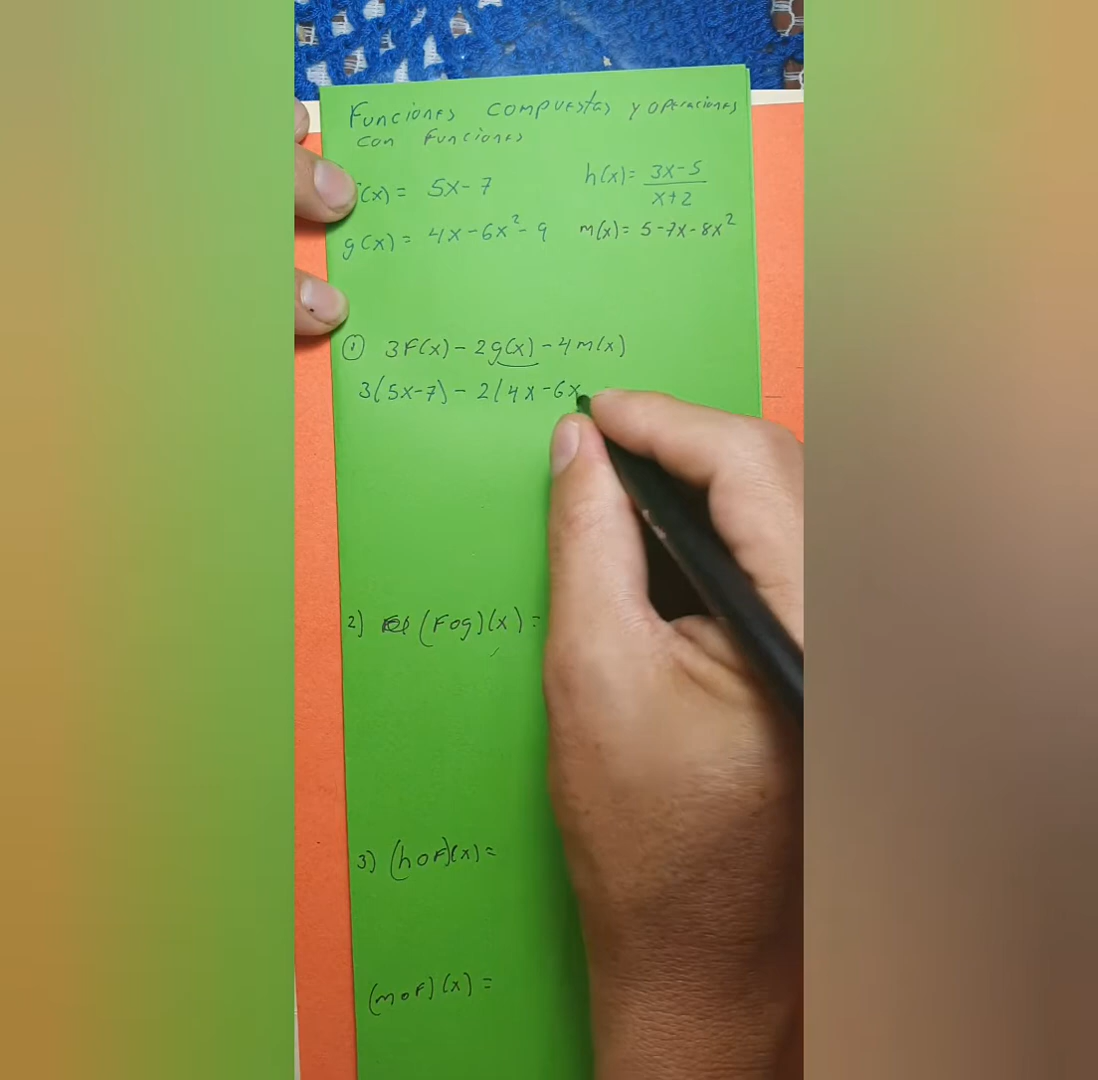 Funciones compuestas y operaciones
con funciones
(x) = 5x-7
h(x) = 3x-5
x+2
g(x) = 4x-6x²-9
m(x) = 5-7x-8x²
① 3F(x) - 2g(x) - 4m(x)
3(5x-7) - 2(4x-6x
2) (Fog)(x) =
3) (hoF)(x) =
(moF)(x) =